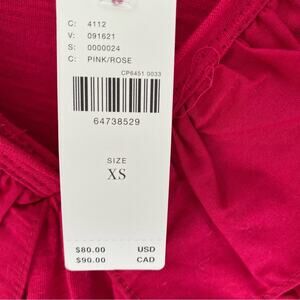 C: 4112
V: 091621
S: 0000024
C: PINK/ROSE
CP6451 0033
64738529
SIZE
XS
$80.00 USD
$90.00 CAD